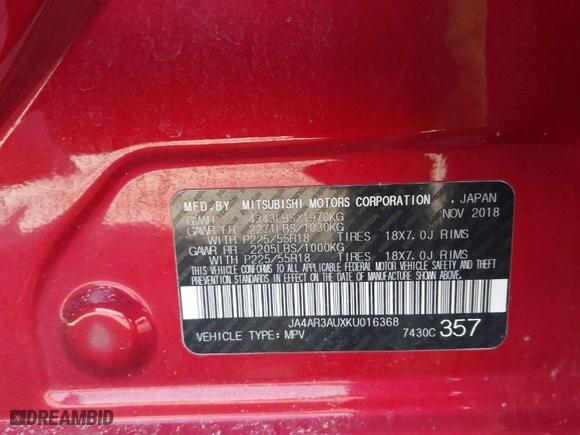 MFD.BY MITSUBISHI MOTORS CORPORATION , JAPAN
GVWR 4343LBS/1970KG NOV 2018
GAWR FR 2271LBS/1030KG
WITH P225/55R18 TIRES 18X7.0J RIMS
GAWR RR 2205LBS/1000KG
WITH P225/55R18 TIRES 18X7.0J RIMS
THIS VEHICLE CONFORMS TO ALL APPLICABLE FEDERAL MOTOR VEHICLE SAFETY, BUMPER, AND THEFT
PREVENTION STANDARDS IN EFFECT ON THE DATE OF MANUFACTURE SHOWN ABOVE.
JA4AR3AUXKU016368
VEHICLE TYPE: MPV 7430C 357
DREAMBID